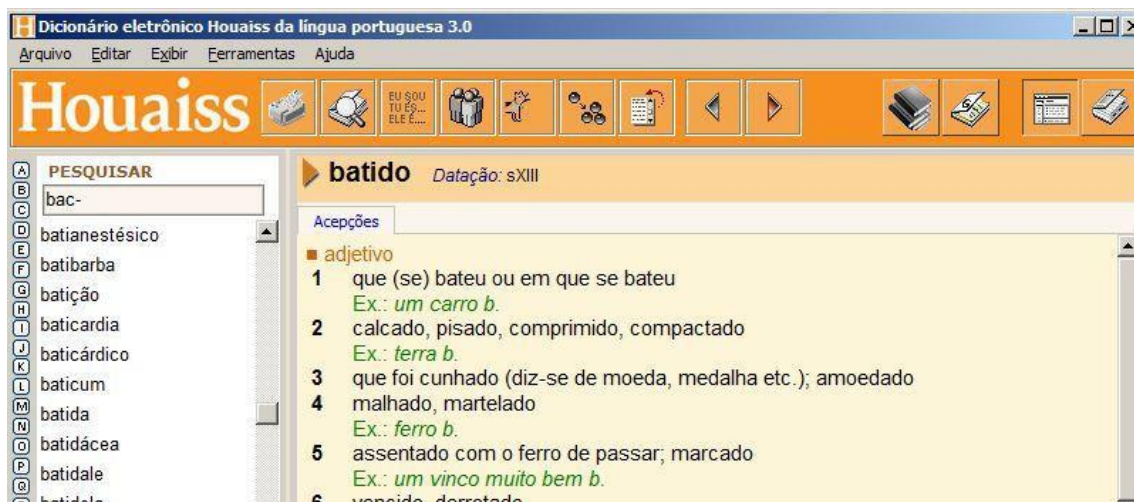 Dicionário eletrônico Houaiss da língua portuguesa 3.0
Arquivo Editar Exibir Ferramentas Ajuda
Houaiss
EU SOU
TU ÉS...
ELE É....
A
B
C
D
E
F
G
H
I
J
K
L
M
N
O
P
Q
PESQUISAR
bac-
batianestésico
batibarba
batição
baticardia
baticárdico
baticum
batida
batidácea
batidale
batido Datação: sXIII
Acepções
adjetivo
1 que (se) bateu ou em que se bateu
Ex.: um carro b.
2 calcado, pisado, comprimido, compactado
Ex.: terra b.
3 que foi cunhado (diz-se de moeda, medalha etc.); amoedado
4 malhado, martelado
Ex.: ferro b.
5 assentado com o ferro de passar; marcado
Ex.: um vinco muito bem b.
6 vencido, derrotado